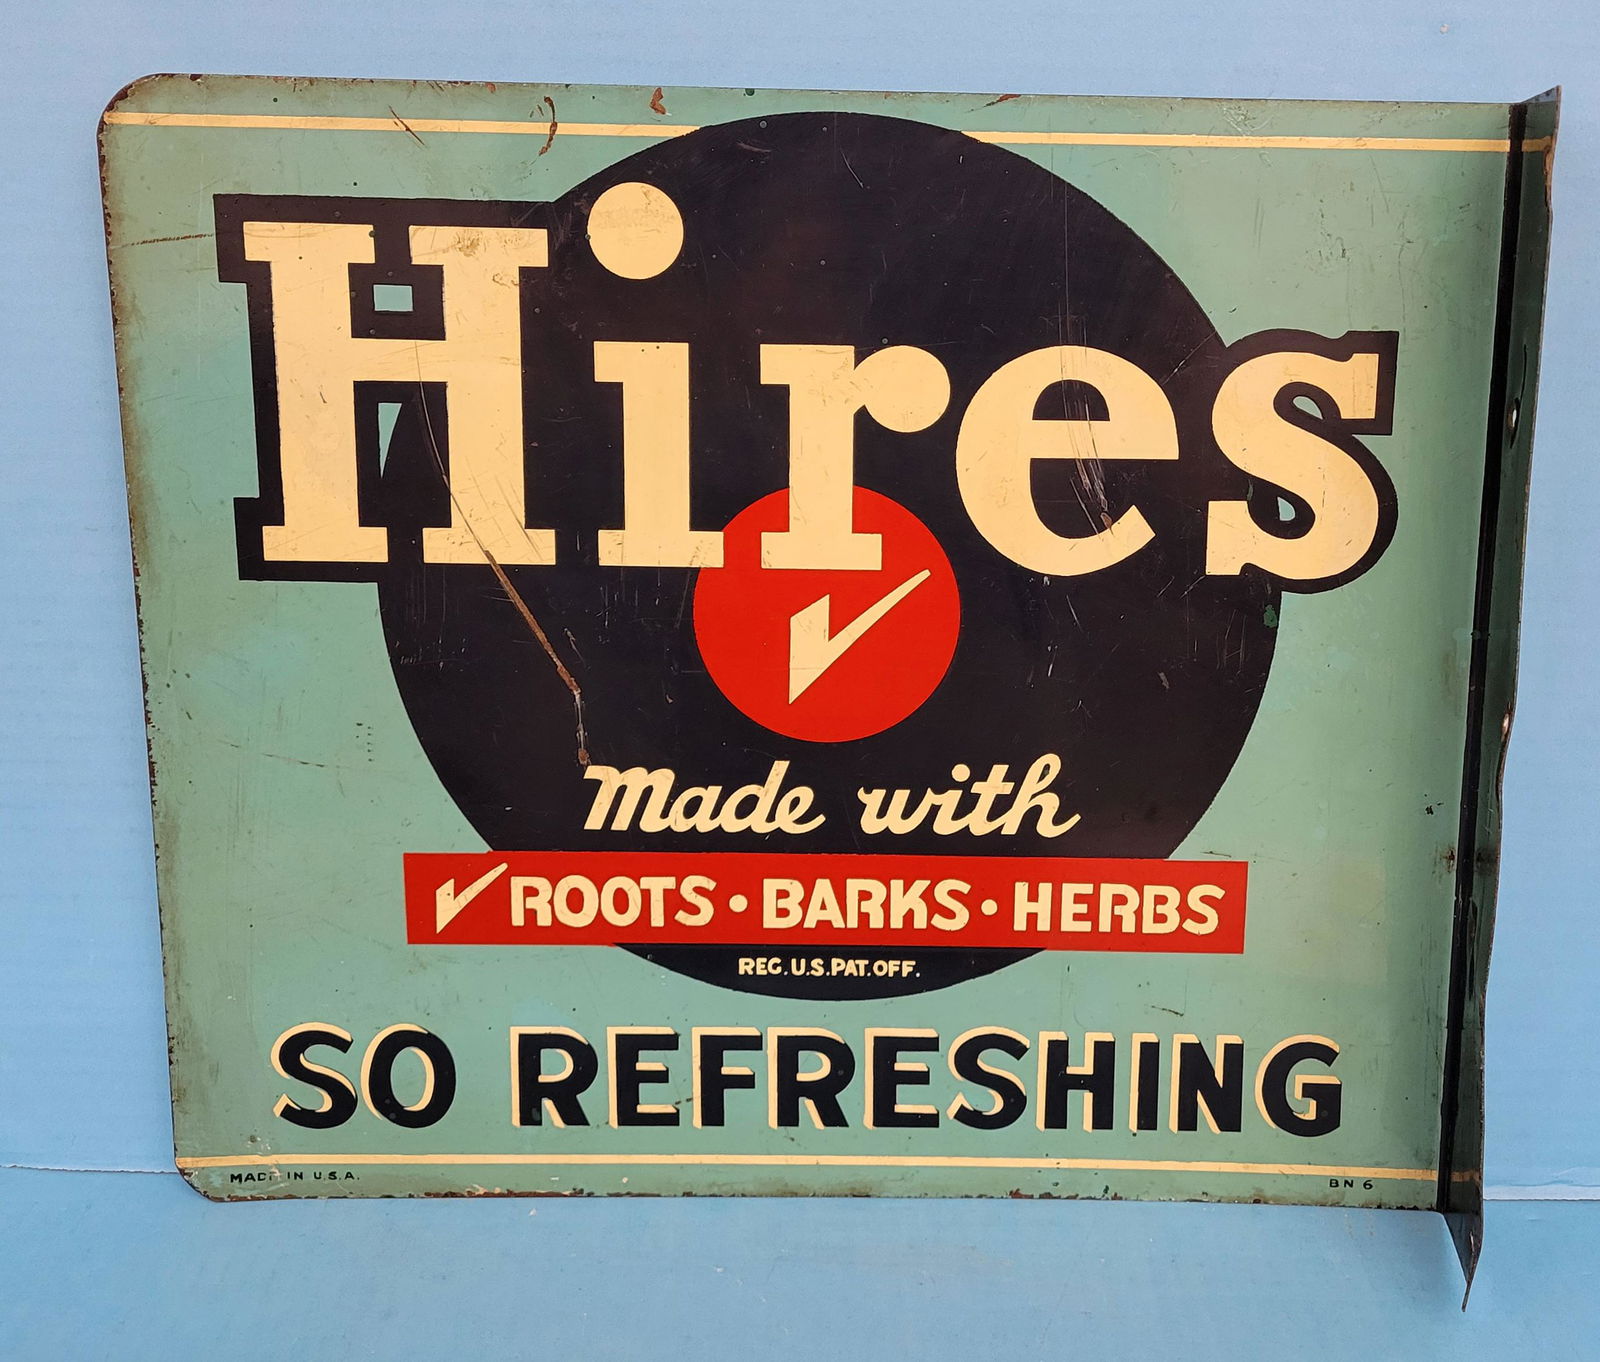 Hires
Made with
ROOTS • BARKS • HERBS
REG. U.S. PAT. OFF.
SO REFRESHING
MADE IN U.S.A.
BN 6